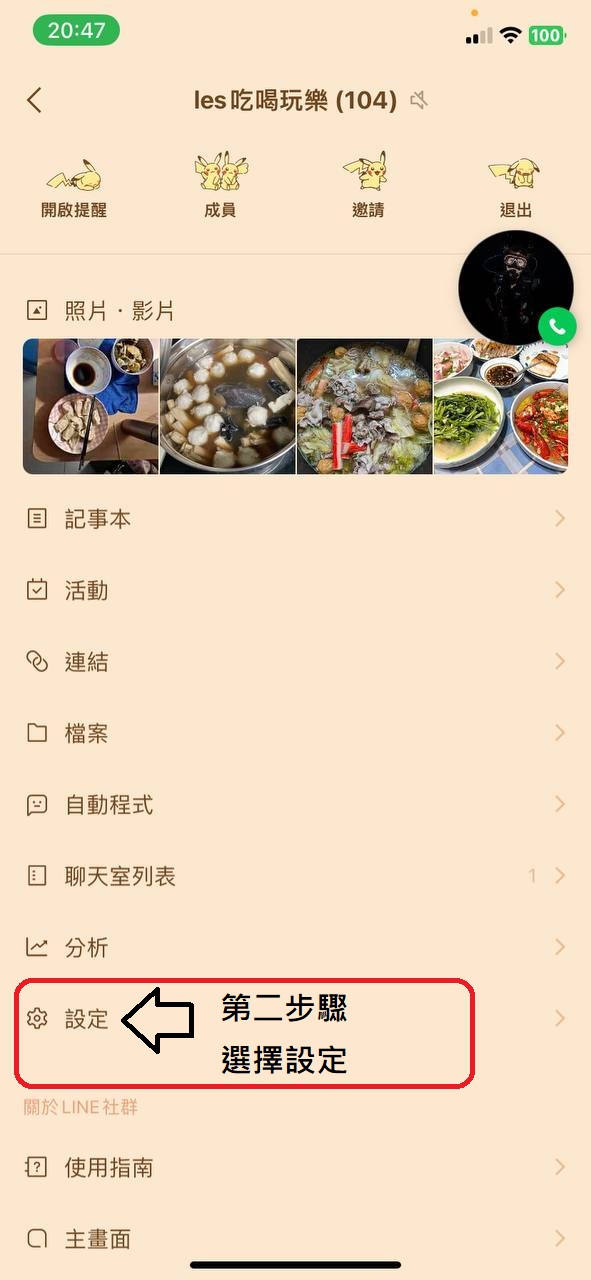 20:47
100
les吃喝玩樂 (104)
開啟提醒
成員
邀請
退出
照片・影片
記事本
活動
連結
檔案
自動程式
聊天室列表 1
分析
設定
第二步驟
選擇設定
關於LINE社群
使用指南
主畫面